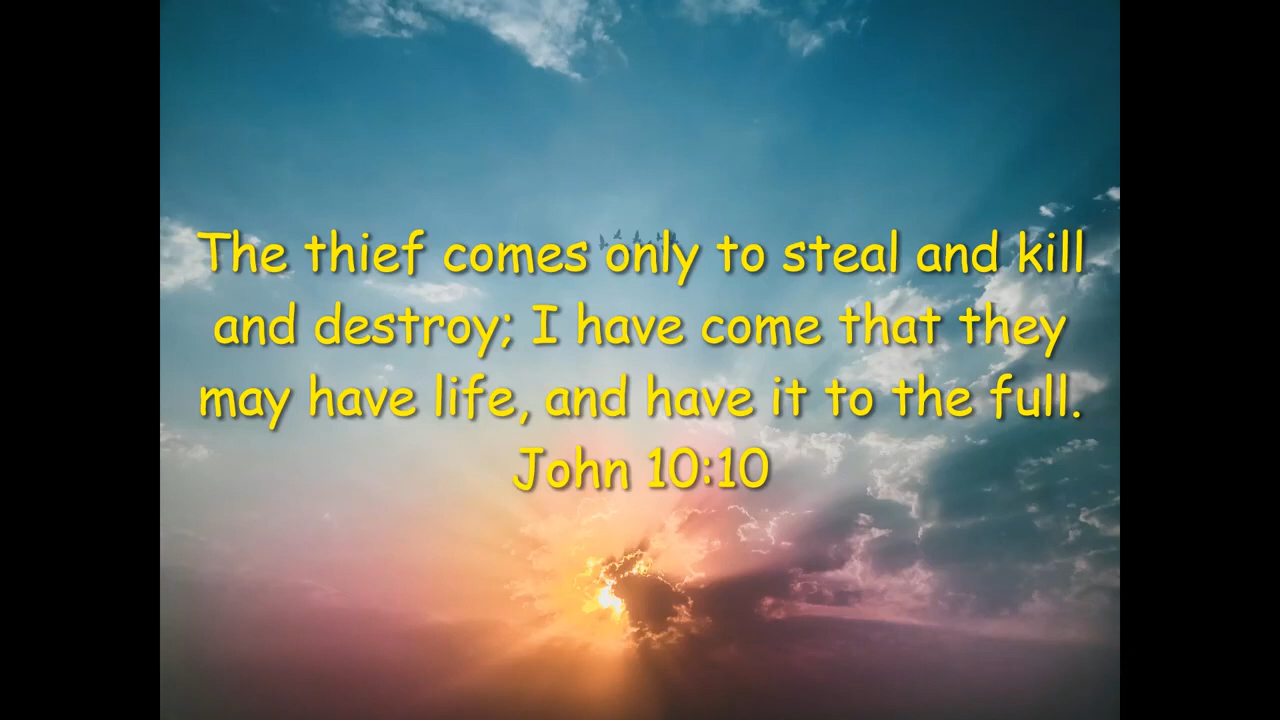 The thief comes only to steal and kill
and destroy; I have come that they
may have life, and have it to the full.
John 10:10